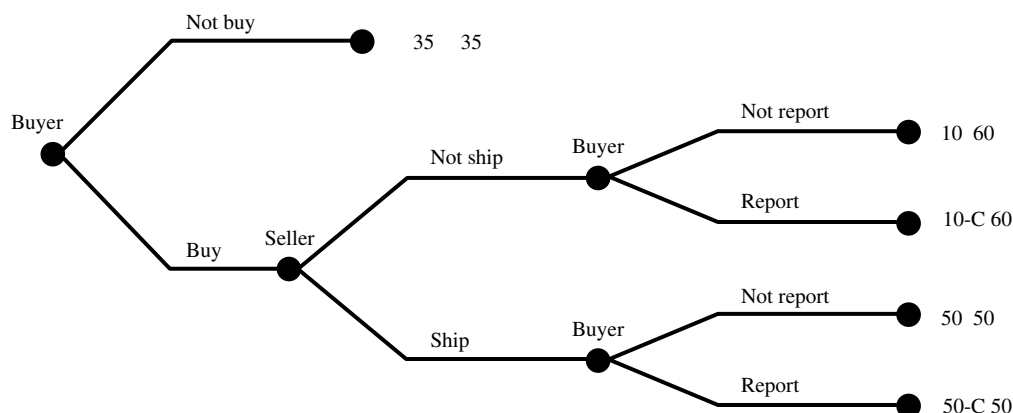 Not buy
35 35
Buyer
Not report
10 60
Buyer
Not ship
Report
10-C 60
Seller
Buy
Not report
50 50
Buyer
Ship
Report
50-C 50